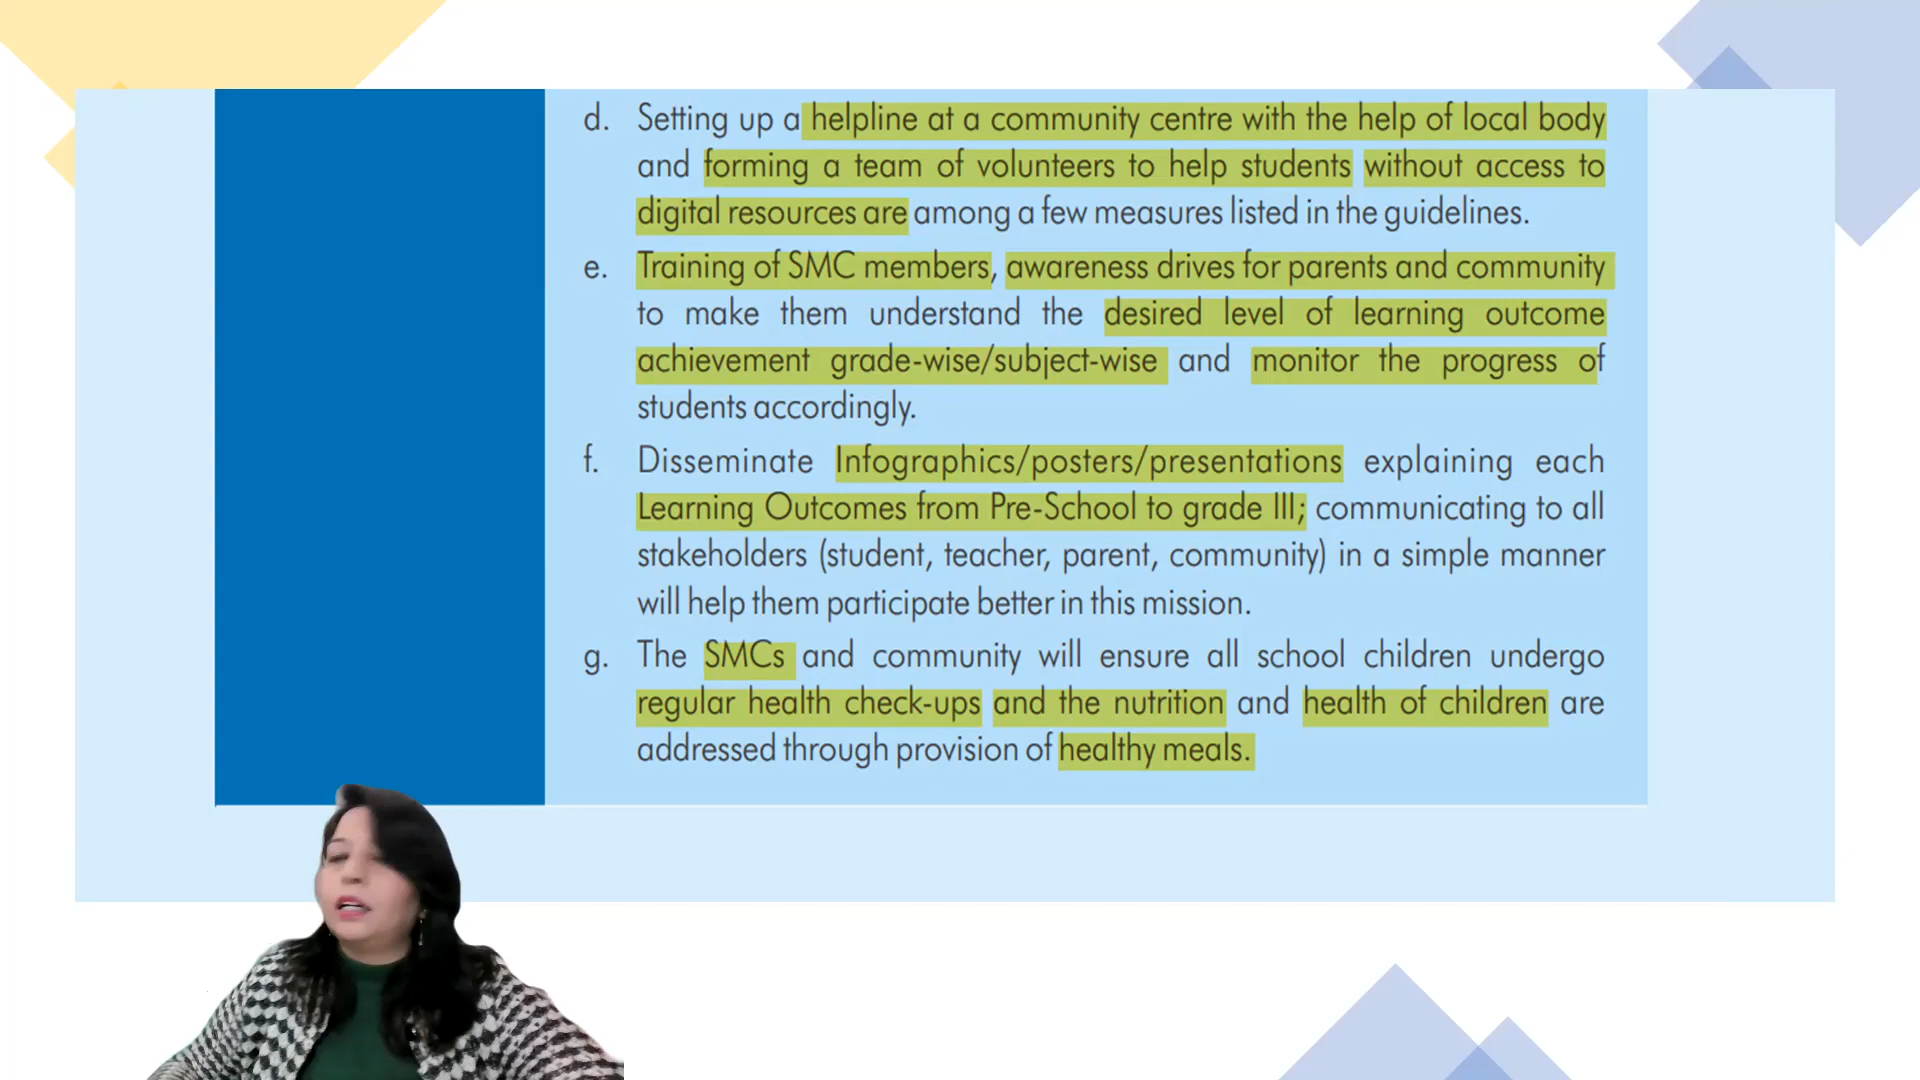 d. Setting up a helpline at a community centre with the help of local body
and forming a team of volunteers to help students without access to
digital resources are among a few measures listed in the guidelines.
e. Training of SMC members, awareness drives for parents and community
to make them understand the desired level of learning outcome
achievement grade-wise/subject-wise and monitor the progress of
students accordingly.
f. Disseminate Infographics/posters/presentations explaining each
Learning Outcomes from Pre-School to grade III; communicating to all
stakeholders (student, teacher, parent, community) in a simple manner
will help them participate better in this mission.
g. The SMCs and community will ensure all school children undergo
regular health check-ups and the nutrition and health of children are
addressed through provision of healthy meals.